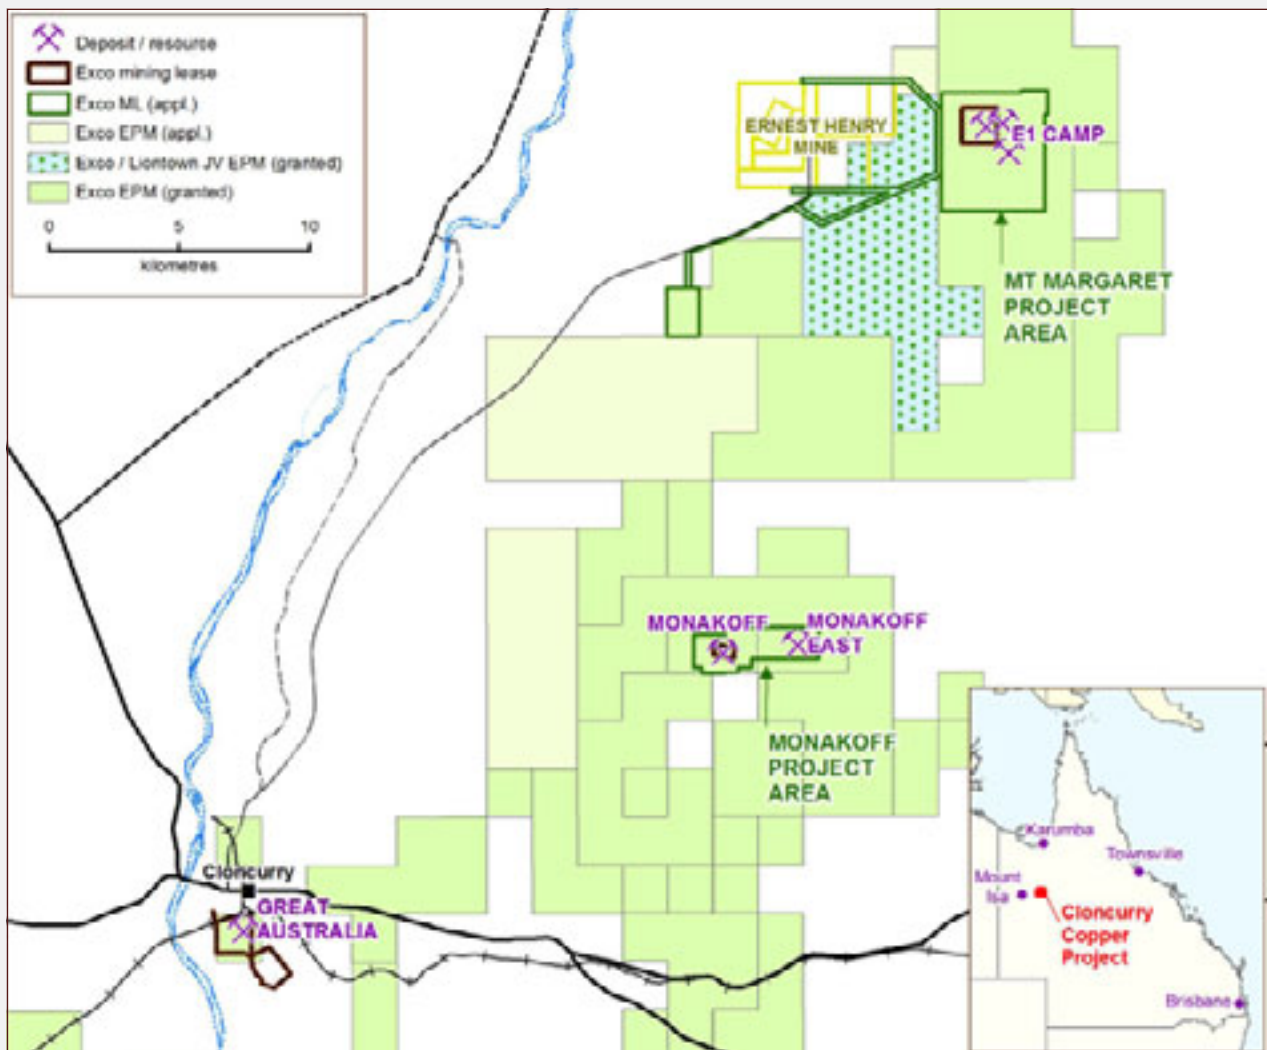 Deposit / resource
Exco mining lease
Exco ML (appl.)
Exco EPM (appl.)
Exco / Liontown JV EPM (granted)
Exco EPM (granted)
0 5 10
kilometres
ERNEST HENRY
MINE
E1 CAMP
MT MARGARET
PROJECT
AREA
MONAKOFF
MONAKOFF
EAST
MONAKOFF
PROJECT
AREA
Cloncurry
GREAT
AUSTRALIA
Karumba
Townsville
Mount
Isa
Cloncurry
Copper
Project
Brisbane